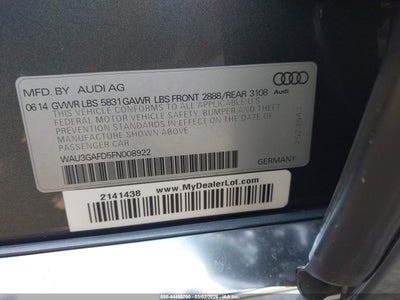 MFD. BY AUDI AG
06 14 GVWR LBS 5831 GAWR LBS FRONT 2888/REAR 3108
THIS VEHICLE CONFORMS TO ALL APPLICABLE U.S.
FEDERAL MOTOR VEHICLE SAFETY, BUMPER, AND
THEFT PREVENTION STANDARDS IN EFFECT ON THE DATE OF
MANUFACTURE SHOWN ABOVE
PASSENGER CAR
WAU3GAFD5FN008922
GERMANY
Audi
2141438
www.MyDealerLot.com